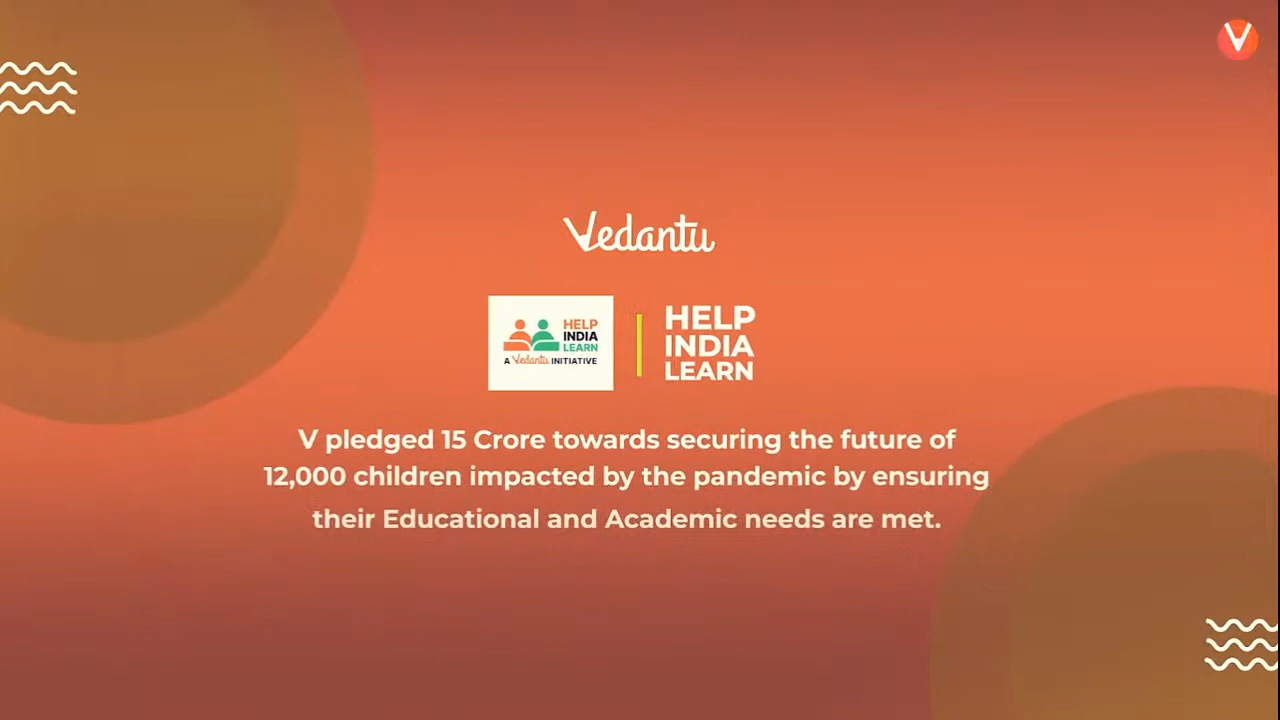 V
Vedantu
HELP
INDIA
LEARN
A Vedantu INITIATIVE
HELP
INDIA
LEARN
V pledged 15 Crore towards securing the future of
12,000 children impacted by the pandemic by ensuring
their Educational and Academic needs are met.